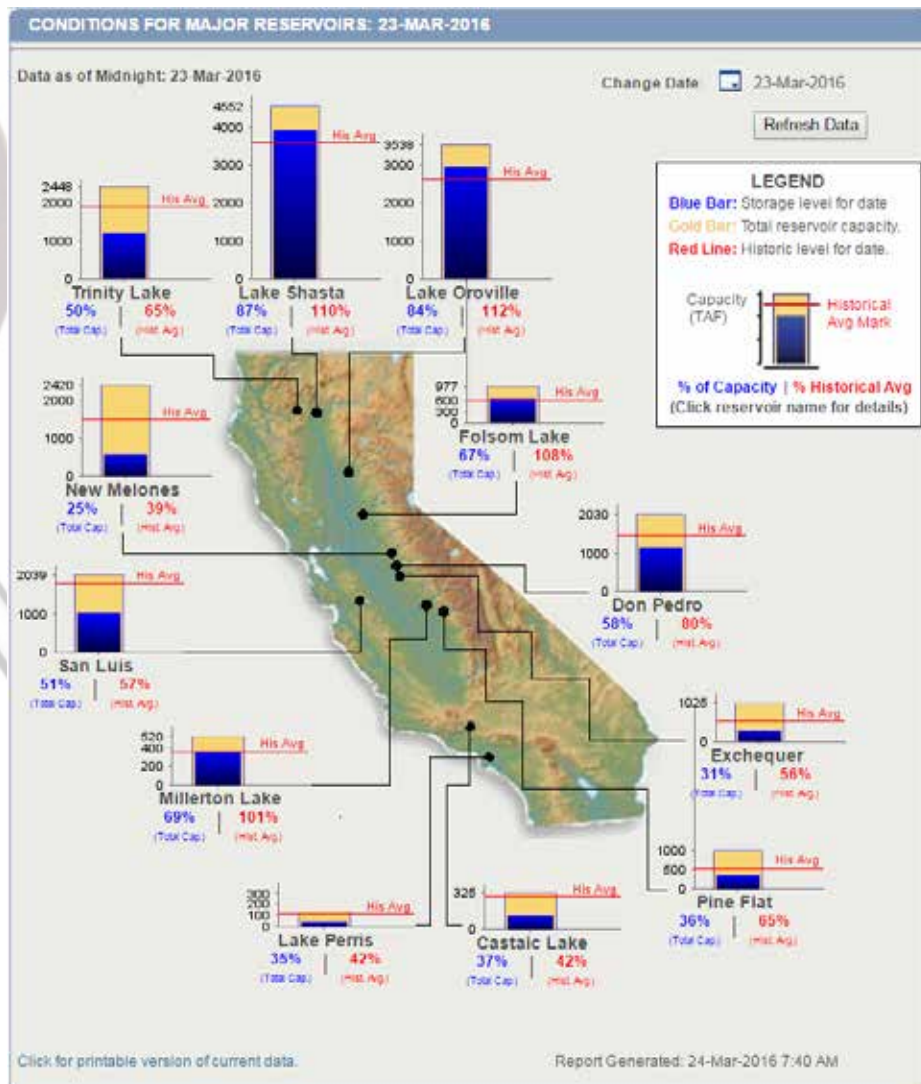 CONDITIONS FOR MAJOR RESERVOIRS: 23-MAR-2016
Data as of Midnight: 23-Mar-2016
Change Date: 23-Mar-2016
Refresh Data
LEGEND
Blue Bar: Storage level for date
Gold Bar: Total reservoir capacity.
Red Line: Historic level for date.
Capacity
(TAF)
Historical
Avg Mark
% of Capacity | % Historical Avg
(Click reservoir name for details)
2448
2000
1000
0
His Avg
Trinity Lake
50% | 65%
(Total Cap.) (Hist. Avg.)
4552
4000
3000
2000
1000
0
His Avg
Lake Shasta
87% | 110%
(Total Cap.) (Hist. Avg.)
3538
3000
2000
1000
0
His Avg
Lake Oroville
84% | 112%
(Total Cap.) (Hist. Avg.)
2420
2000
1000
0
His Avg
New Melones
25% | 39%
(Total Cap.) (Hist. Avg.)
977
600
300
0
His Avg
Folsom Lake
67% | 108%
(Total Cap.) (Hist. Avg.)
2030
1000
0
His Avg
Don Pedro
58% | 80%
(Total Cap.) (Hist. Avg.)
2039
1000
0
His Avg
San Luis
51% | 57%
(Total Cap.) (Hist. Avg.)
1025
0
His Avg
Exchequer
31% | 56%
(Total Cap.) (Hist. Avg.)
520
400
200
0
His Avg
Millerton Lake
69% | 101%
(Total Cap.) (Hist. Avg.)
1000
500
0
His Avg
Pine Flat
36% | 65%
(Total Cap.) (Hist. Avg.)
300
200
100
0
His Avg
Lake Perris
35% | 42%
(Total Cap.) (Hist. Avg.)
325
0
His Avg
Castaic Lake
37% | 42%
(Total Cap.) (Hist. Avg.)
Click for printable version of current data.
Report Generated: 24-Mar-2016 7:40 AM